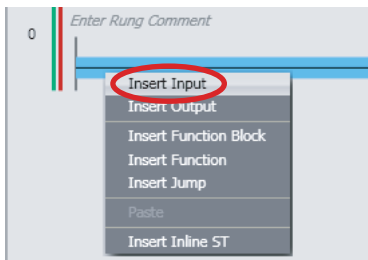 Enter Rung Comment
0
Insert Input
Insert Output
Insert Function Block
Insert Function
Insert Jump
Paste
Insert Inline ST